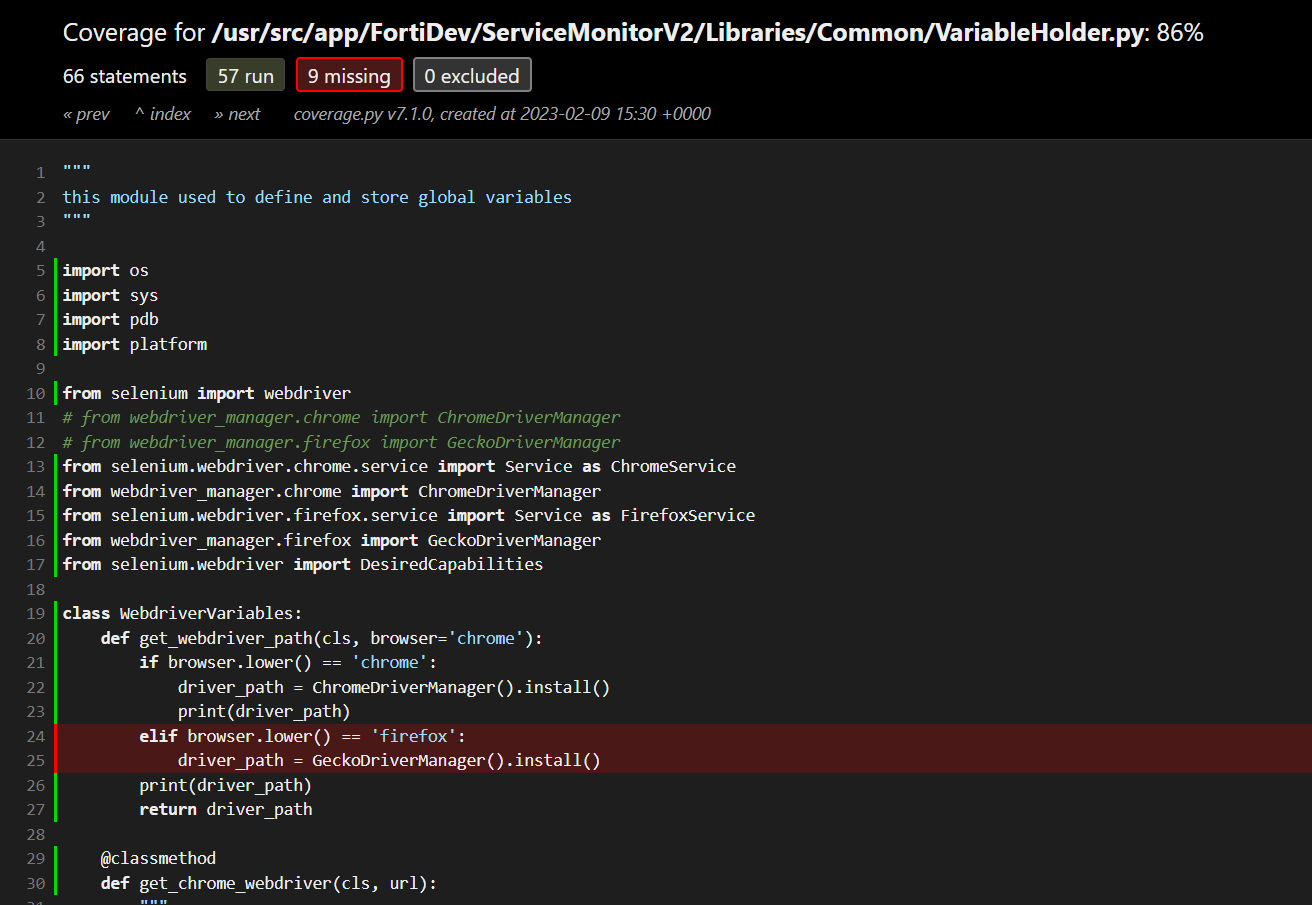 Coverage for /usr/src/app/FortiDev/ServiceMonitorV2/Libraries/Common/VariableHolder.py: 86%
66 statements 57 run 9 missing 0 excluded
« prev ^ index » next coverage.py v7.1.0, created at 2023-02-09 15:30 +0000
1 """
2 this module used to define and store global variables
3 """
4
5 import os
6 import sys
7 import pdb
8 import platform
9
10 from selenium import webdriver
11 # from webdriver_manager.chrome import ChromeDriverManager
12 # from webdriver_manager.firefox import GeckoDriverManager
13 from selenium.webdriver.chrome.service import Service as ChromeService
14 from webdriver_manager.chrome import ChromeDriverManager
15 from selenium.webdriver.firefox.service import Service as FirefoxService
16 from webdriver_manager.firefox import GeckoDriverManager
17 from selenium.webdriver import DesiredCapabilities
18
19 class WebdriverVariables:
20     def get_webdriver_path(cls, browser='chrome'):
21         if browser.lower() == 'chrome':
22             driver_path = ChromeDriverManager().install()
23             print(driver_path)
24         elif browser.lower() == 'firefox':
25             driver_path = GeckoDriverManager().install()
26         print(driver_path)
27         return driver_path
28
29     @classmethod
30     def get_chrome_webdriver(cls, url):
31         """